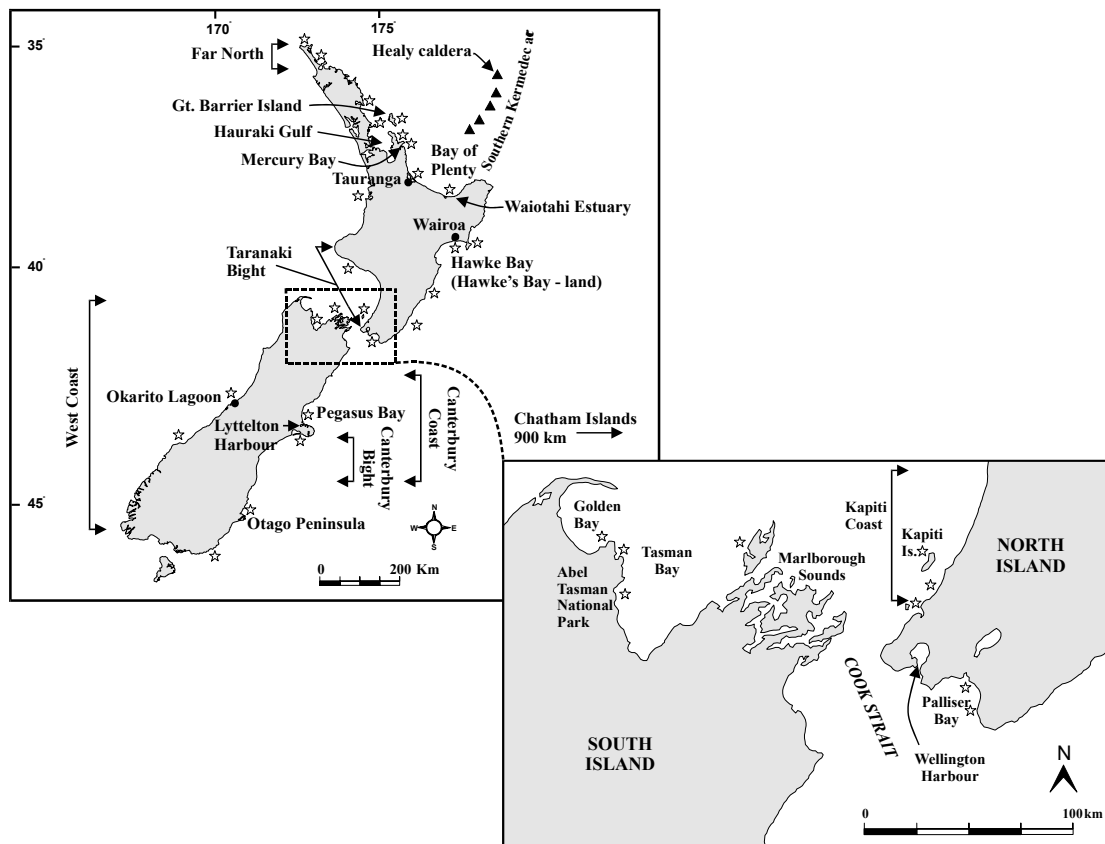 170°
175°
35°
Far North
Healy caldera
Southern Kermedec arc
Gt. Barrier Island
Hauraki Gulf
Mercury Bay
Bay of
Plenty
Tauranga
Waiotahi Estuary
Wairoa
Taranaki
Bight
40°
Hawke Bay
(Hawke's Bay - land)
West Coast
Okarito Lagoon
Pegasus Bay
Lyttelton
Harbour
Canterbury
Bight
Canterbury
Coast
Chatham Islands
900 km
45°
Otago Peninsula
N
W
E
S
0
200 Km
Golden
Bay
Tasman
Bay
Abel
Tasman
National
Park
Marlborough
Sounds
Kapiti
Coast
Kapiti
Is.
NORTH
ISLAND
COOK STRAIT
Palliser
Bay
SOUTH
ISLAND
Wellington
Harbour
N
0
100 km